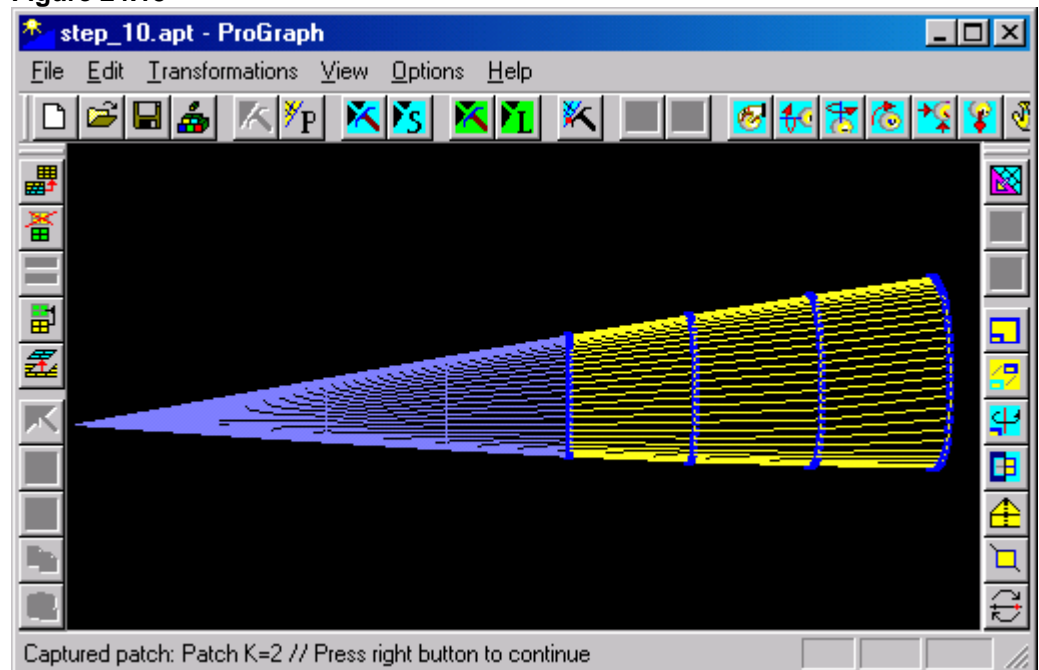 step_10.apt - ProGraph
File Edit Transformations View Options Help
P S L
Captured patch: Patch K=2 // Press right button to continue